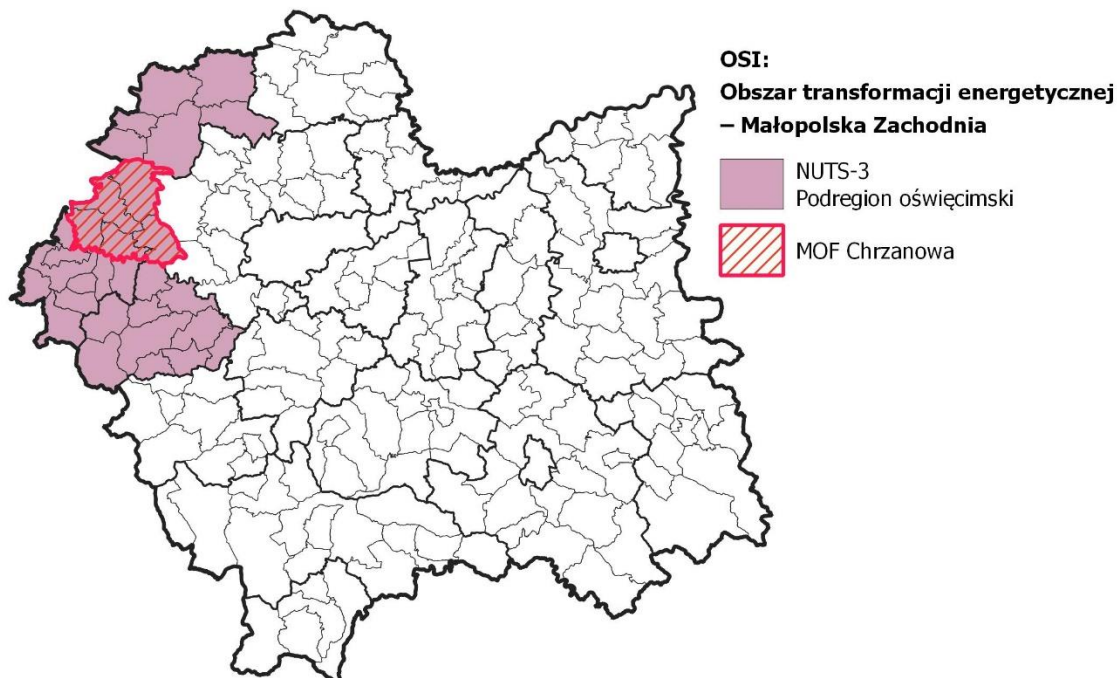 OSI:
Obszar transformacji energetycznej
– Małopolska Zachodnia
NUTS-3
Podregion oświęcimski
MOF Chrzanowa